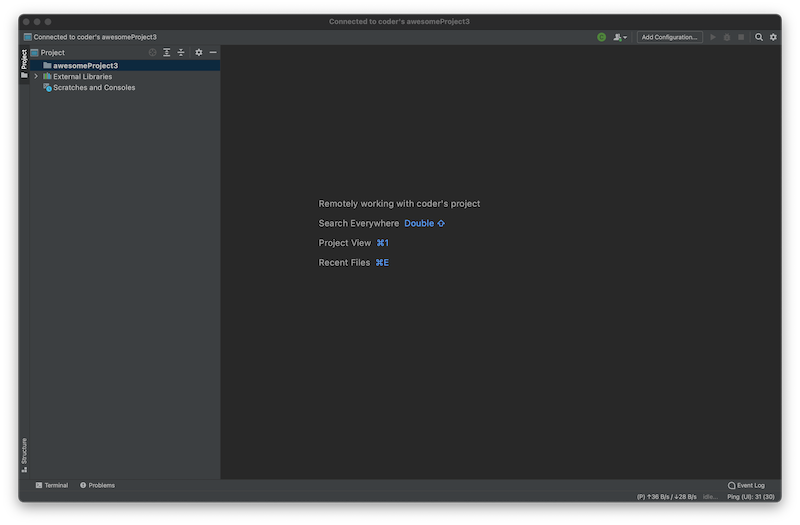 Connected to coder's awesomeProject3
Connected to coder's awesomeProject3
C
Add Configuration...
Project
Project
awesomeProject3
External Libraries
Scratches and Consoles
Remotely working with coder's project
Search Everywhere Double ⇧
Project View ⌘1
Recent Files ⌘E
Structure
Terminal
Problems
Event Log
(P) ↑36 B/s / ↓28 B/s idle... Ping (UI): 31 (30)